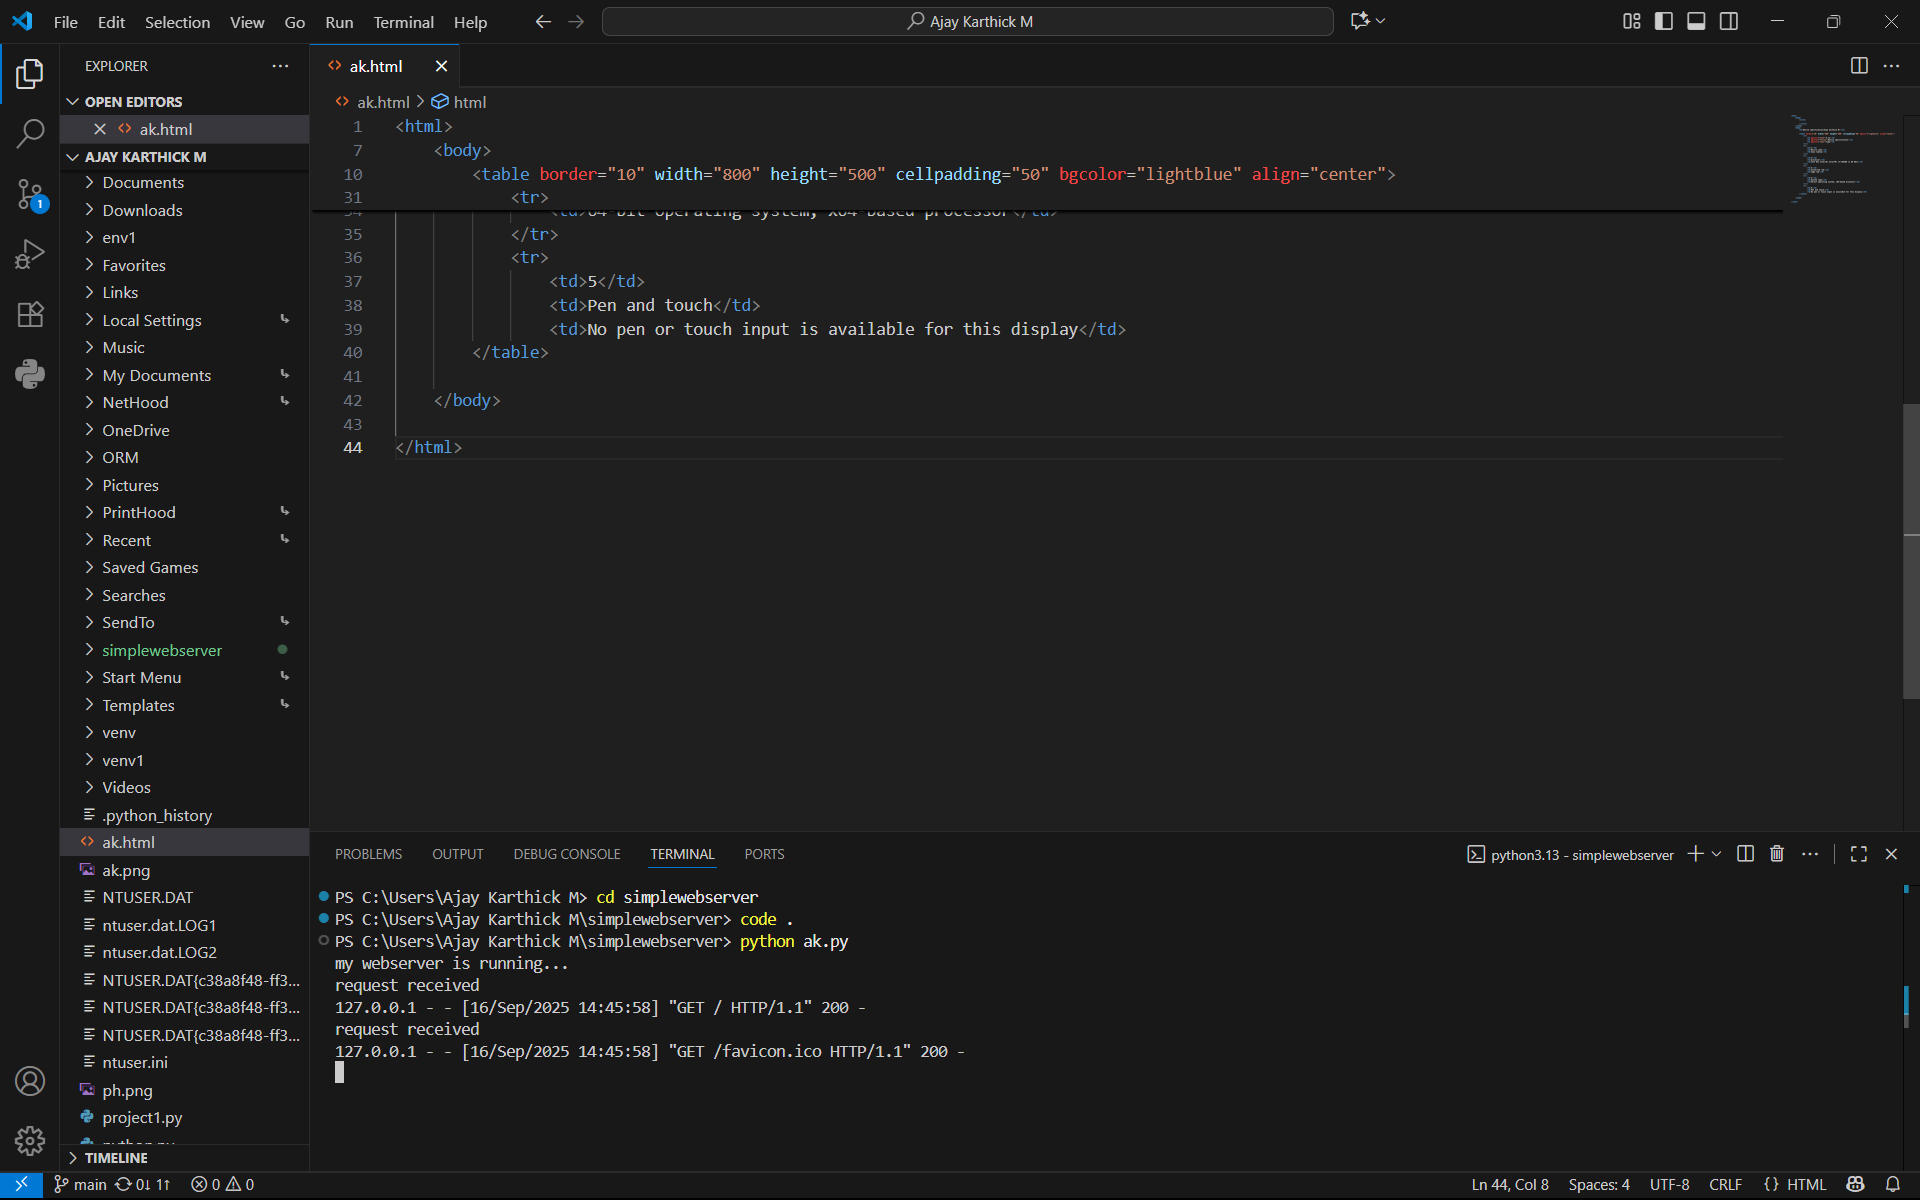 File Edit Selection View Go Run Terminal Help
Ajay Karthick M
EXPLORER
OPEN EDITORS
ak.html
AJAY KARTHICK M
Documents
Downloads
env1
Favorites
Links
Local Settings
Music
My Documents
NetHood
OneDrive
ORM
Pictures
PrintHood
Recent
Saved Games
Searches
SendTo
simplewebserver
Start Menu
Templates
venv
venv1
Videos
.python_history
ak.html
ak.png
NTUSER.DAT
ntuser.dat.LOG1
ntuser.dat.LOG2
NTUSER.DAT{c38a8f48-ff3...
NTUSER.DAT{c38a8f48-ff3...
NTUSER.DAT{c38a8f48-ff3...
ntuser.ini
ph.png
project1.py
TIMELINE
1
ak.html
ak.html > html
1 <html>
7 <body>
10 <table border="10" width="800" height="500" cellpadding="50" bgcolor="lightblue" align="center">
31 <tr>
34 <td>64-bit operating system, x64-based processor</td>
35 </tr>
36 <tr>
37 <td>5</td>
38 <td>Pen and touch</td>
39 <td>No pen or touch input is available for this display</td>
40 </table>
41
42 </body>
43
44 </html>
PROBLEMS OUTPUT DEBUG CONSOLE TERMINAL PORTS
python3.13 - simplewebserver
PS C:\Users\Ajay Karthick M> cd simplewebserver
PS C:\Users\Ajay Karthick M\simplewebserver> code .
PS C:\Users\Ajay Karthick M\simplewebserver> python ak.py
my webserver is running...
request received
127.0.0.1 - - [16/Sep/2025 14:45:58] "GET / HTTP/1.1" 200 -
request received
127.0.0.1 - - [16/Sep/2025 14:45:58] "GET /favicon.ico HTTP/1.1" 200 -
main 0↓ 1↑ 0 0
Ln 44, Col 8 Spaces: 4 UTF-8 CRLF {} HTML